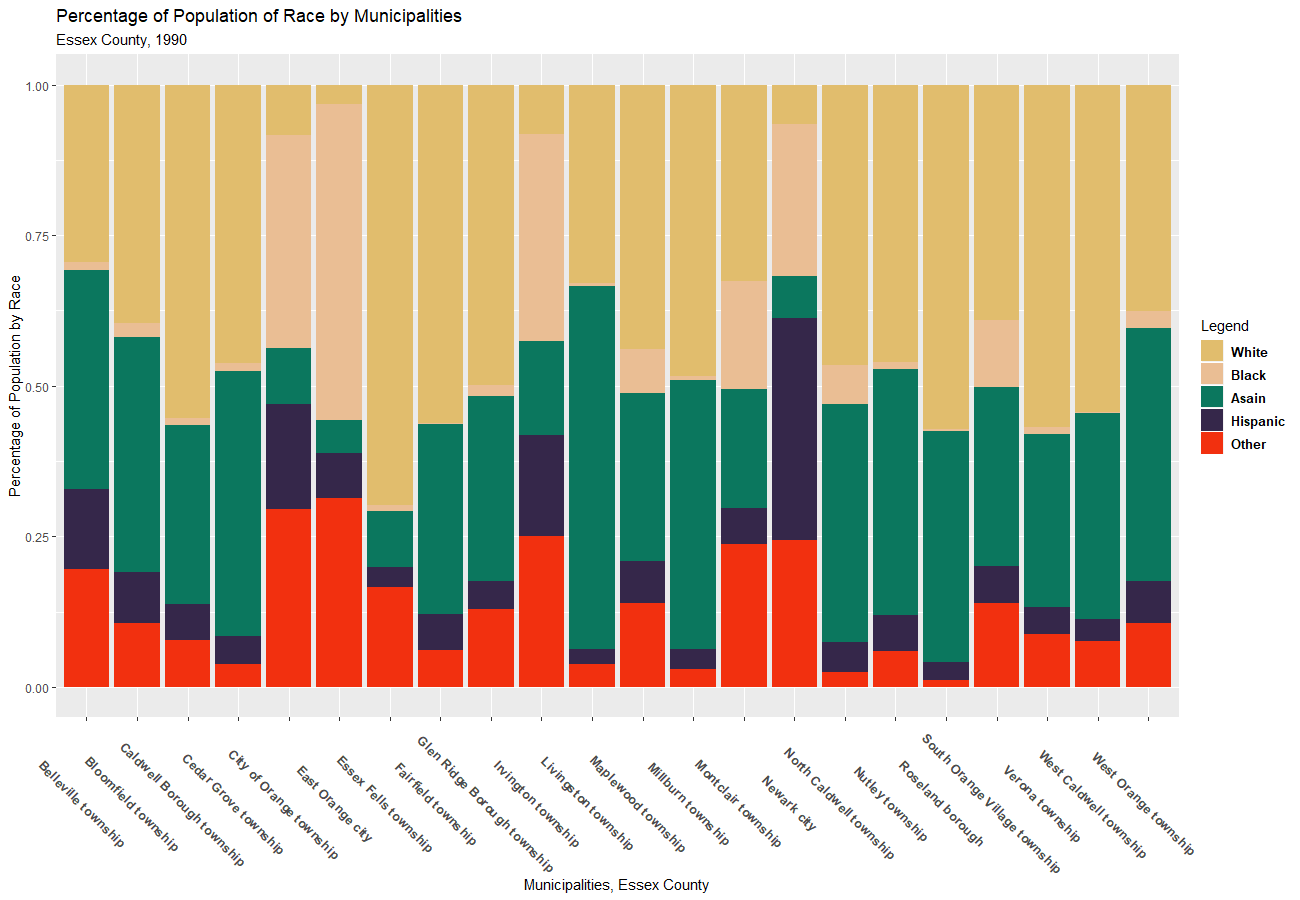 Percentage of Population of Race by Municipalities
Essex County, 1990
Percentage of Population by Race
1.00
0.75
0.50
0.25
0.00
Belleville township
Bloomfield township
Caldwell Borough township
Cedar Grove township
City of Orange township
East Orange city
Essex Fells township
Fairfield township
Glen Ridge Borough township
Irvington township
Livingston township
Maplewood township
Millburn township
Montclair township
Newark city
North Caldwell township
Nutley township
Roseland borough
South Orange Village township
Verona township
West Caldwell township
West Orange township
Municipalities, Essex County
Legend
White
Black
Asain
Hispanic
Other